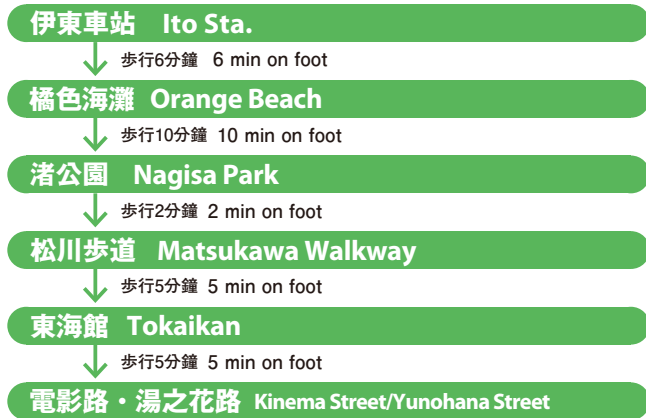 伊東車站 Ito Sta.
步行6分鐘 6 min on foot
橘色海灘 Orange Beach
步行10分鐘 10 min on foot
渚公園 Nagisa Park
步行2分鐘 2 min on foot
松川步道 Matsukawa Walkway
步行5分鐘 5 min on foot
東海館 Tokaikan
步行5分鐘 5 min on foot
電影路・湯之花路 Kinema Street/Yunohana Street